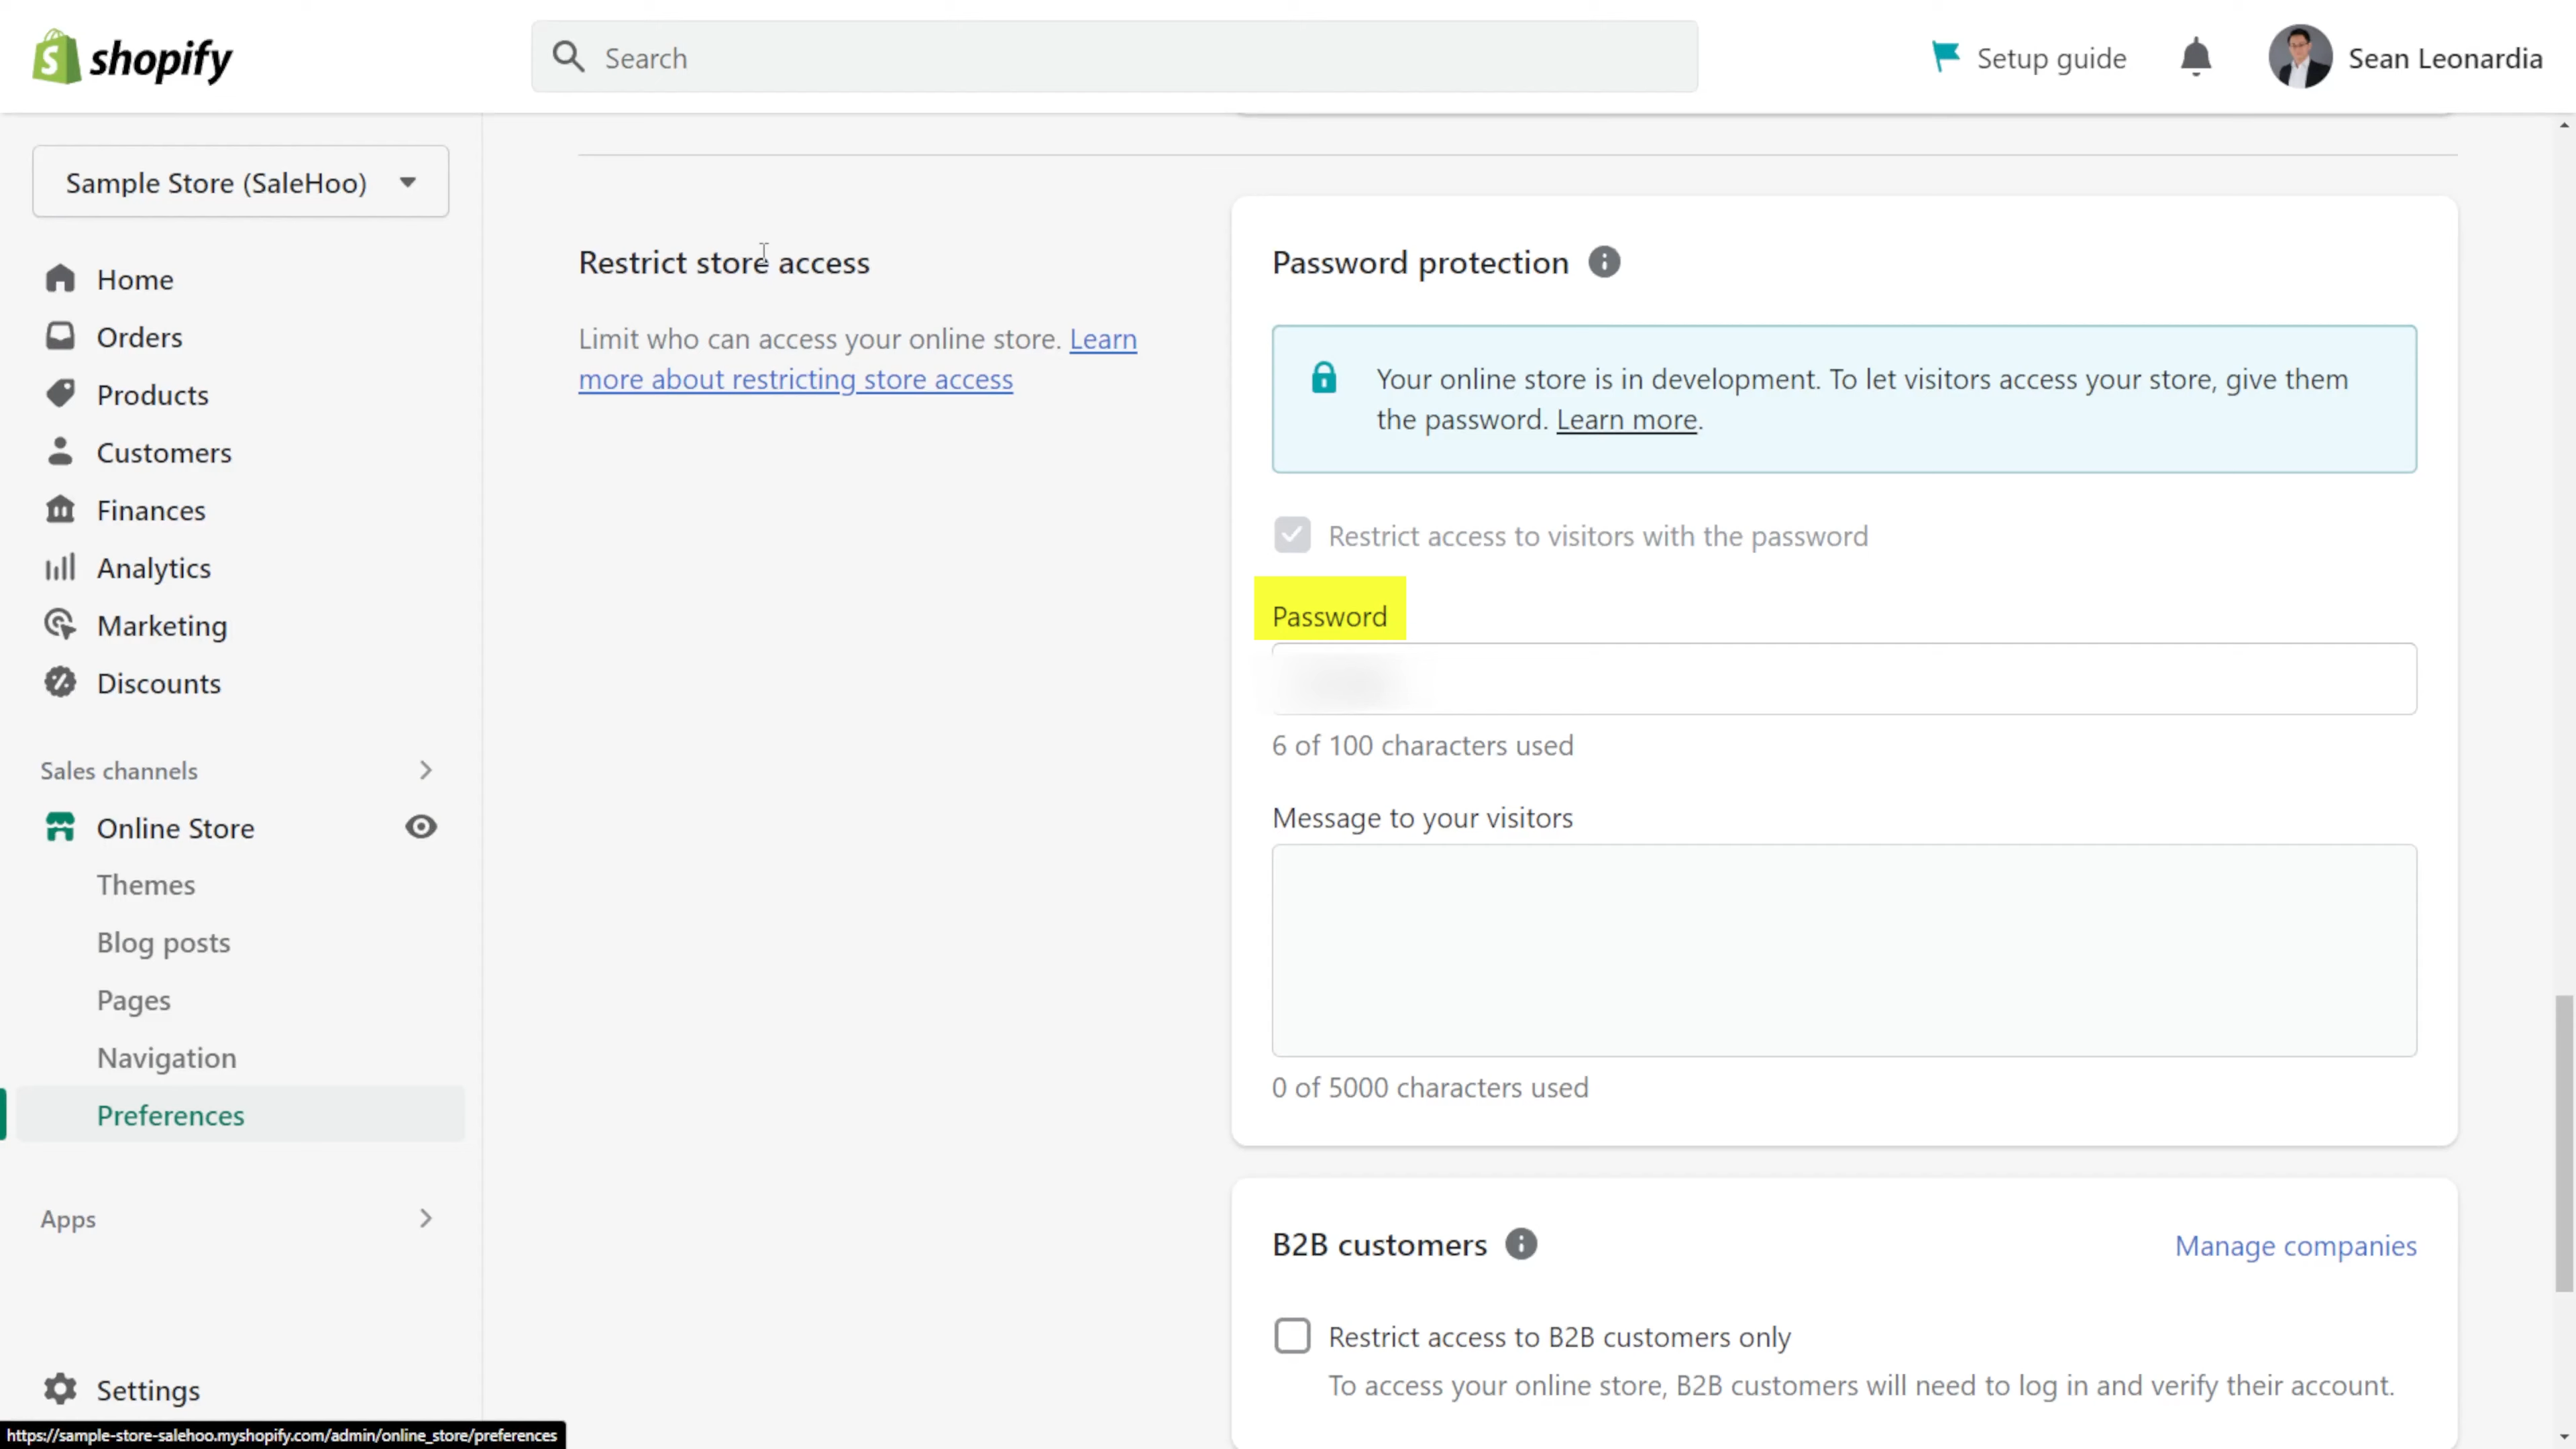 shopify
Search
Setup guide
Sean Leonardia
Sample Store (SaleHoo)
Home
Orders
Products
Customers
Finances
Analytics
Marketing
Discounts
Sales channels
Online Store
Themes
Blog posts
Pages
Navigation
Preferences
Apps
Settings
https://sample-store-salehoo.myshopify.com/admin/online_store/preferences
Restrict store access
Limit who can access your online store. Learn
more about restricting store access
Password protection
Your online store is in development. To let visitors access your store, give them
the password. Learn more.
Restrict access to visitors with the password
Password
6 of 100 characters used
Message to your visitors
0 of 5000 characters used
B2B customers
Manage companies
Restrict access to B2B customers only
To access your online store, B2B customers will need to log in and verify their account.